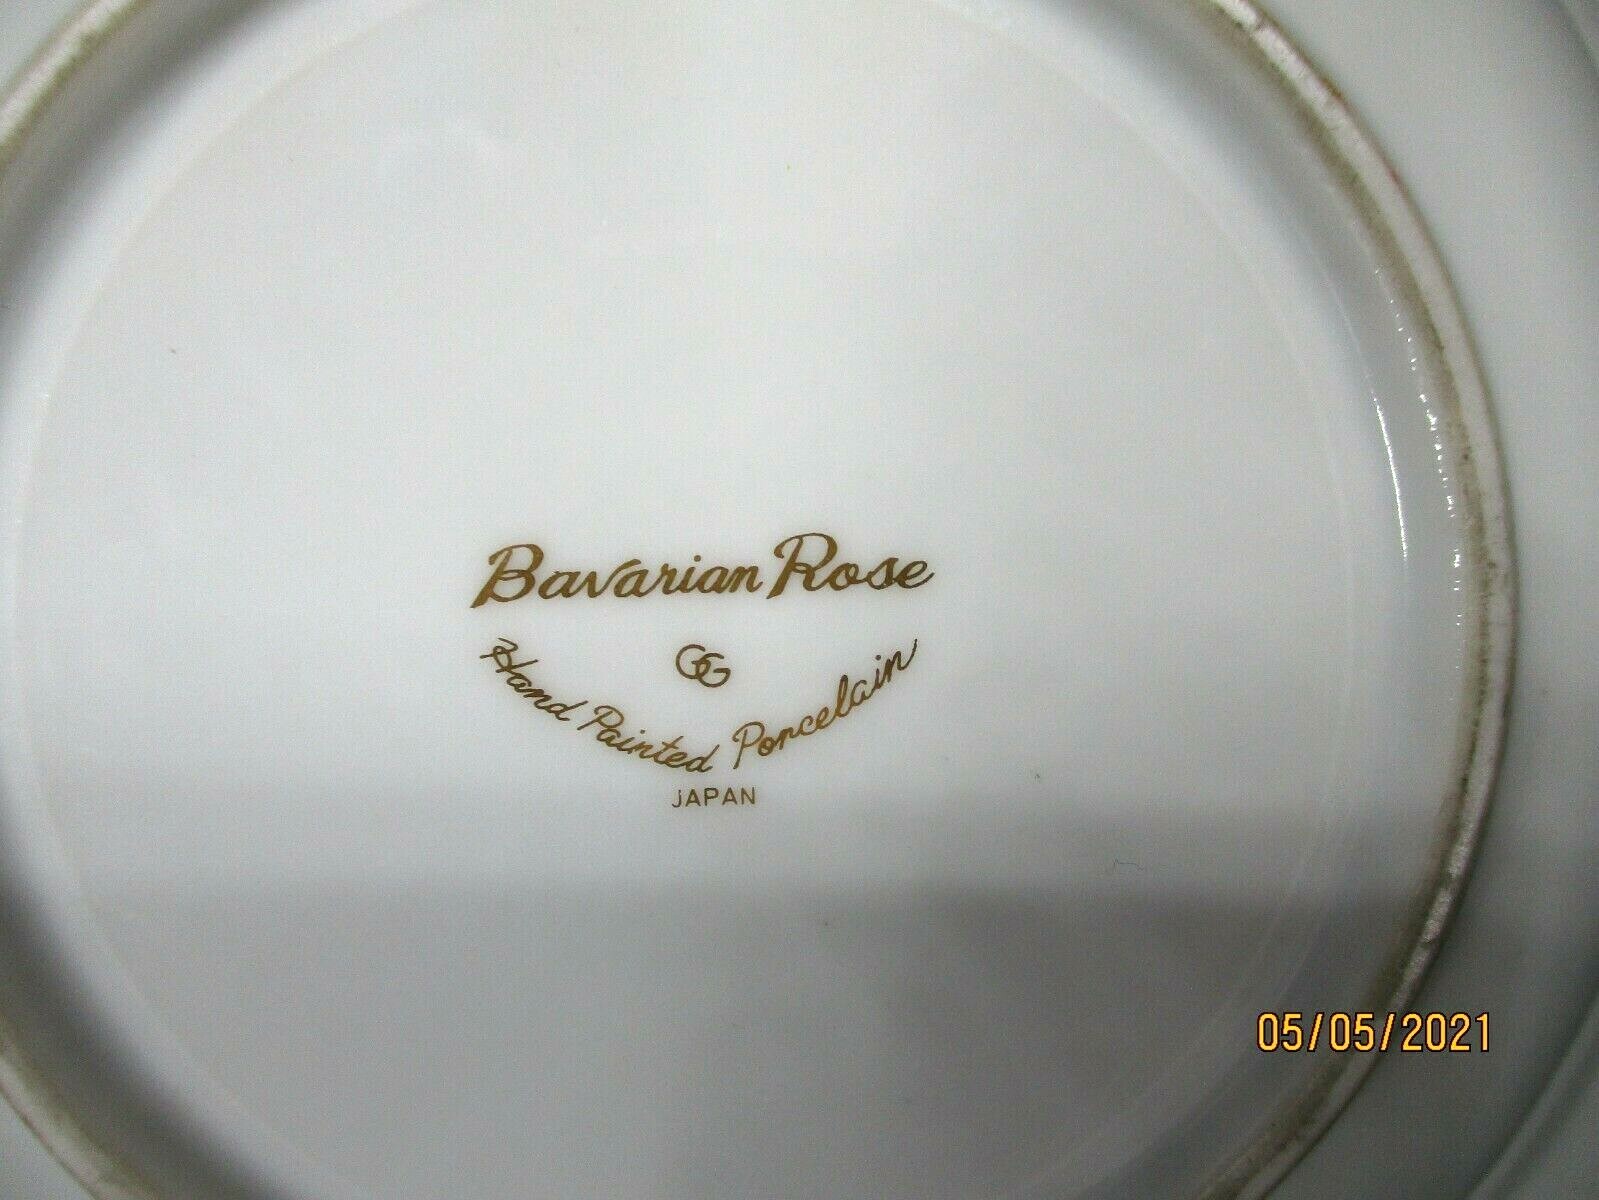 Bavarian Rose
GG
Hand Painted Porcelain
JAPAN
05/05/2021